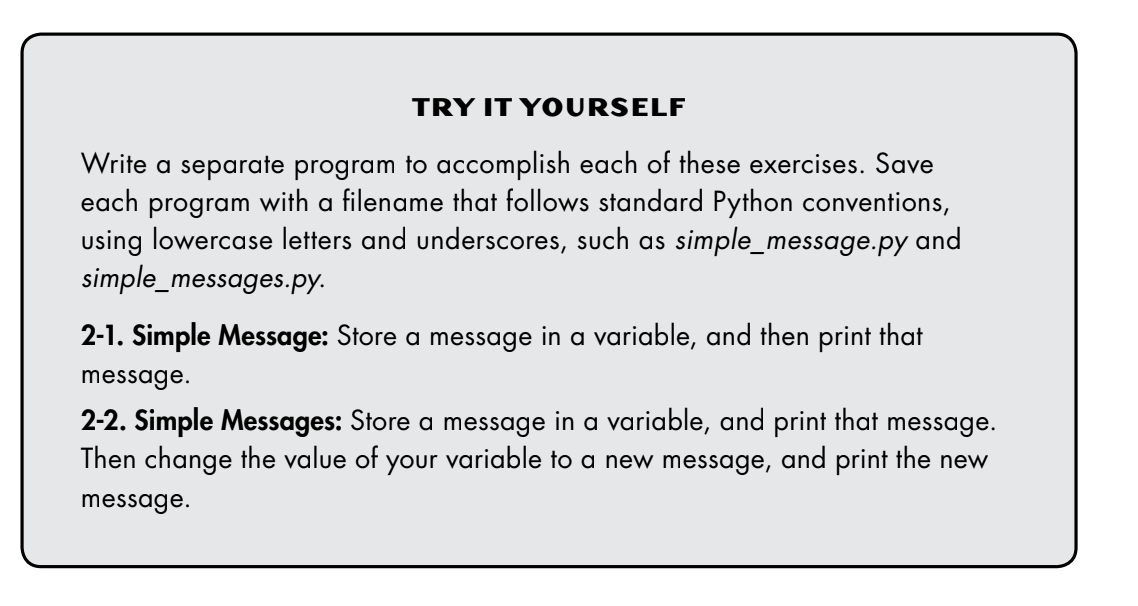 TRY IT YOURSELF
Write a separate program to accomplish each of these exercises. Save
each program with a filename that follows standard Python conventions,
using lowercase letters and underscores, such as simple_message.py and
simple_messages.py.
2-1. Simple Message: Store a message in a variable, and then print that
message.
2-2. Simple Messages: Store a message in a variable, and print that message.
Then change the value of your variable to a new message, and print the new
message.